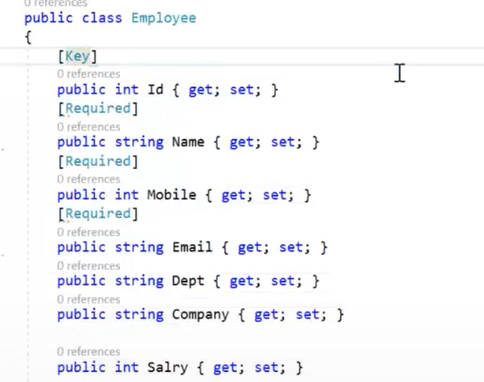 0 references
public class Employee
{
[Key]
0 references
public int Id { get; set; }
[Required]
0 references
public string Name { get; set; }
[Required]
0 references
public int Mobile { get; set; }
[Required]
0 references
public string Email { get; set; }
0 references
public string Dept { get; set; }
0 references
public string Company { get; set; }
0 references
public int Salry { get; set; }